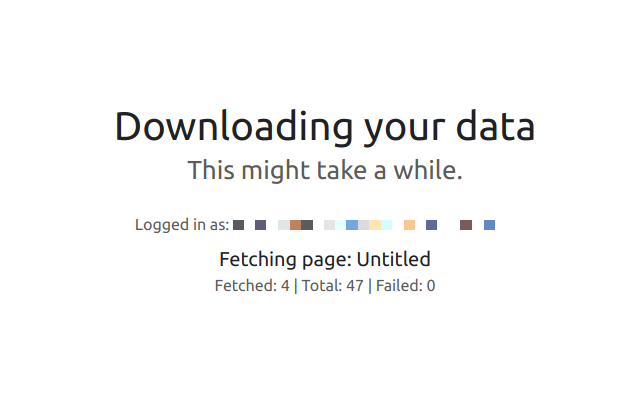 Downloading your data
This might take a while.
Logged in as:
Fetching page: Untitled
Fetched: 4 | Total: 47 | Failed: 0